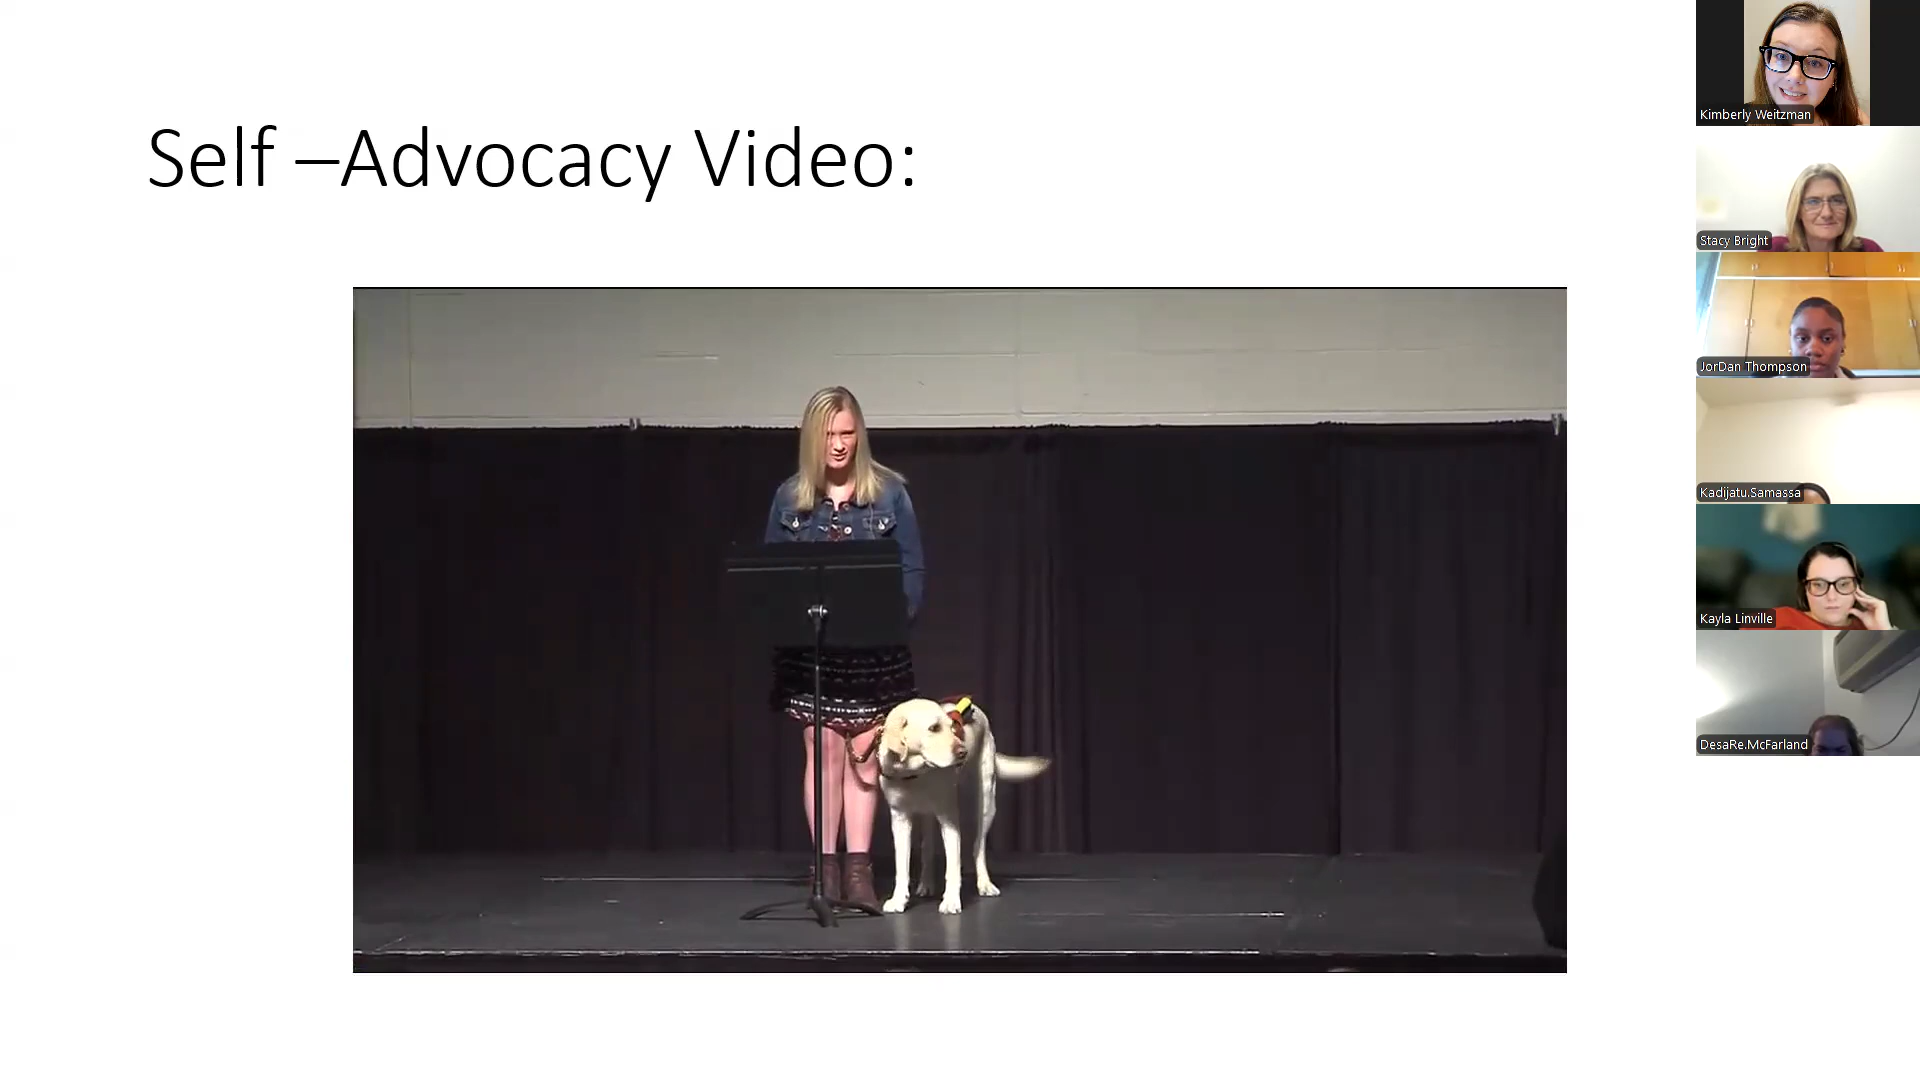 Self –Advocacy Video:
Kimberly Weitzman
Stacy Bright
JorDan Thompson
Kadijatu.Samassa
Kayla Linville
DesaRe.McFarland